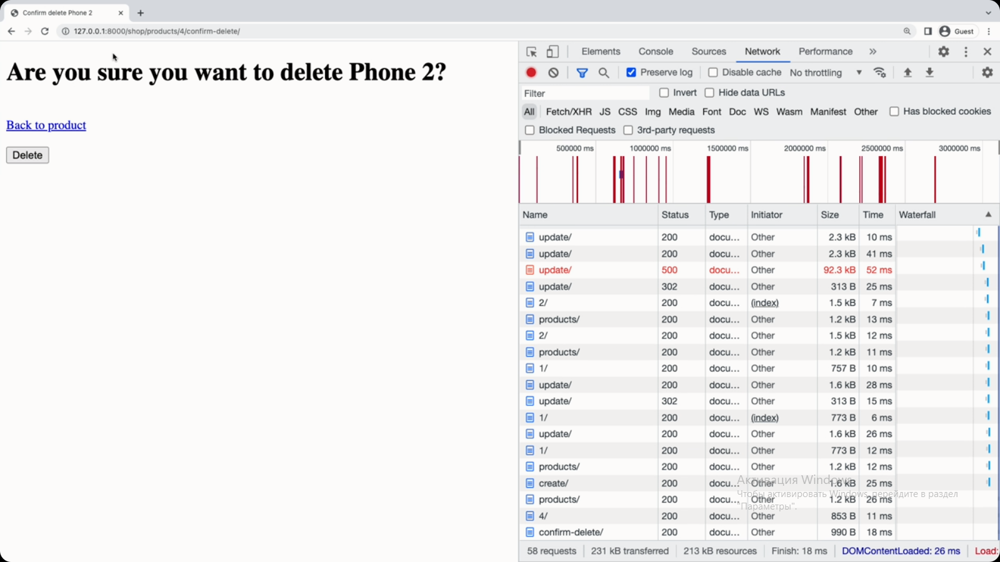 Confirm delete Phone 2
127.0.0.1:8000/shop/products/4/confirm-delete/
Guest
Are you sure you want to delete Phone 2?
Back to product
Delete
Elements Console Sources Network Performance
Preserve log Disable cache No throttling
Filter Invert Hide data URLs
All Fetch/XHR JS CSS Img Media Font Doc WS Wasm Manifest Other Has blocked cookies
Blocked Requests 3rd-party requests
500000 ms 1000000 ms 1500000 ms 2000000 ms 2500000 ms 3000000 ms
Name Status Type Initiator Size Time Waterfall
update/ 200 docu... Other 2.3 kB 10 ms
update/ 200 docu... Other 2.3 kB 41 ms
update/ 500 docu... Other 92.3 kB 52 ms
update/ 302 docu... Other 313 B 25 ms
2/ 200 docu... (index) 1.5 kB 7 ms
products/ 200 docu... Other 1.2 kB 13 ms
2/ 200 docu... Other 1.5 kB 12 ms
products/ 200 docu... Other 1.2 kB 11 ms
1/ 200 docu... Other 757 B 10 ms
update/ 200 docu... Other 1.6 kB 28 ms
update/ 302 docu... Other 313 B 15 ms
1/ 200 docu... (index) 773 B 6 ms
update/ 200 docu... Other 1.6 kB 26 ms
1/ 200 docu... Other 773 B 12 ms
products/ 200 docu... Other 1.2 kB 12 ms
Активация Windows
create/ 200 docu... Other 1.6 kB 25 ms
Чтобы активировать Windows, перейдите в раздел
products/ 200 docu... Other 1.2 kB 26 ms
"Параметры".
4/ 200 docu... Other 853 B 11 ms
confirm-delete/ 200 docu... Other 990 B 18 ms
58 requests 231 kB transferred 213 kB resources Finish: 18 ms DOMContentLoaded: 26 ms Load: